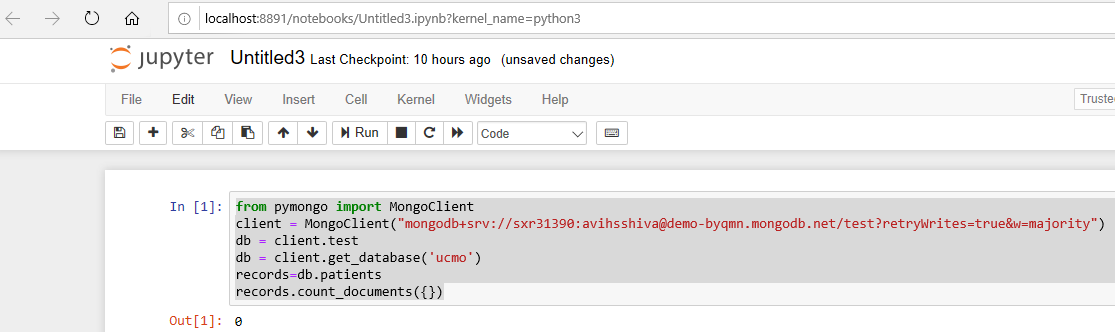 localhost:8891/notebooks/Untitled3.ipynb?kernel_name=python3
jupyter Untitled3 Last Checkpoint: 10 hours ago (unsaved changes)
File Edit View Insert Cell Kernel Widgets Help
Truste
Run Code
In [1]: from pymongo import MongoClient
client = MongoClient("mongodb+srv://sxr31390:avihsshiva@demo-byqmn.mongodb.net/test?retryWrites=true&w=majority")
db = client.test
db = client.get_database('ucmo')
records=db.patients
records.count_documents({})
Out[1]: 0